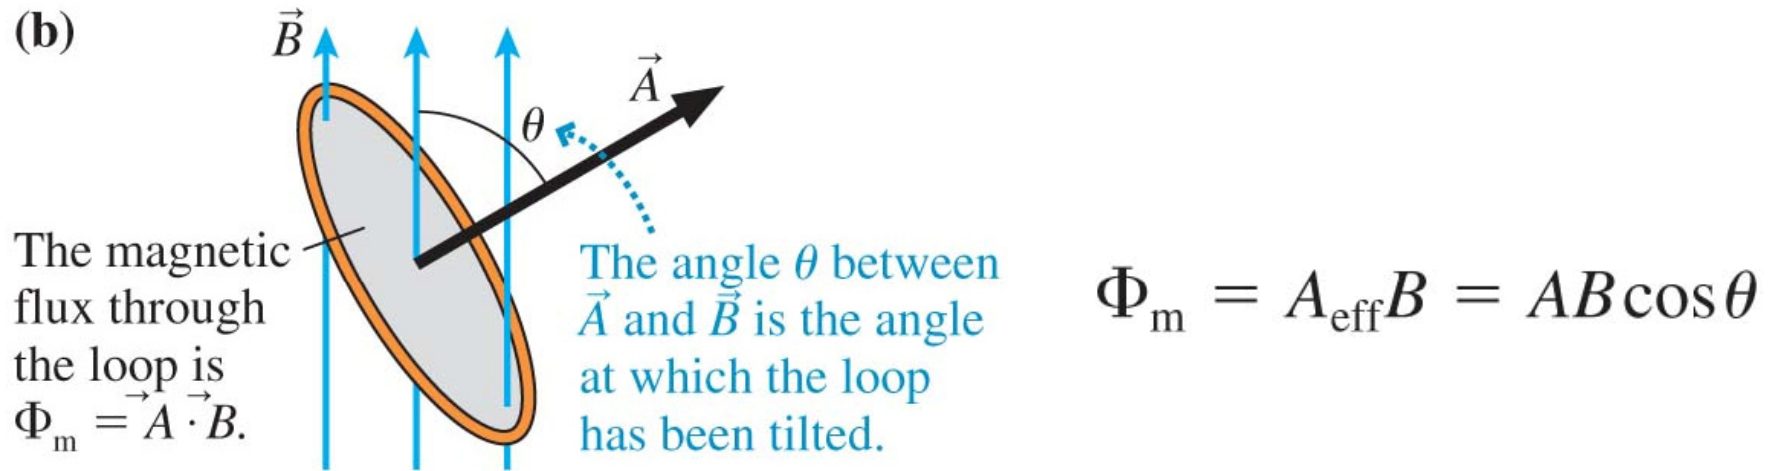 (b)
B⃗
A⃗
θ
The magnetic
flux through
the loop is
Φₘ = A⃗ · B⃗.
The angle θ between
A⃗ and B⃗ is the angle
at which the loop
has been tilted.
Φₘ = A_eff B = AB cos θ